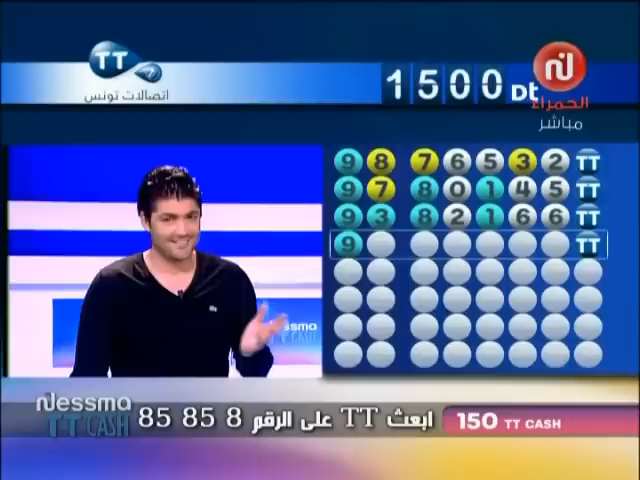 TT
اتصالات تونس
1500 Dt
الحمراء
مباشر
9 8 7 6 5 3 2 TT
9 7 8 0 1 4 5 TT
9 3 8 2 1 6 6 TT
9 TT
Nessma
TT CASH
Nessma
TT CASH
ابعث TT على الرقم 8 85 85
150 TT CASH